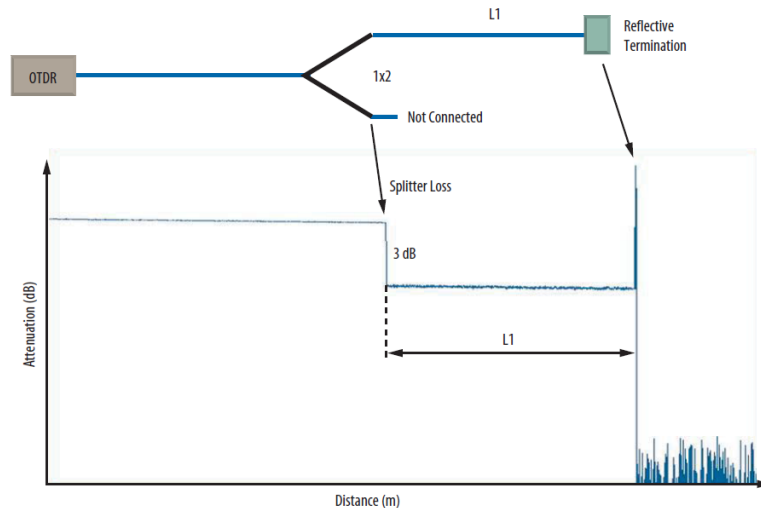 L1
Reflective
Termination
OTDR
1x2
Not Connected
Splitter Loss
3 dB
L1
Attenuation (dB)
Distance (m)